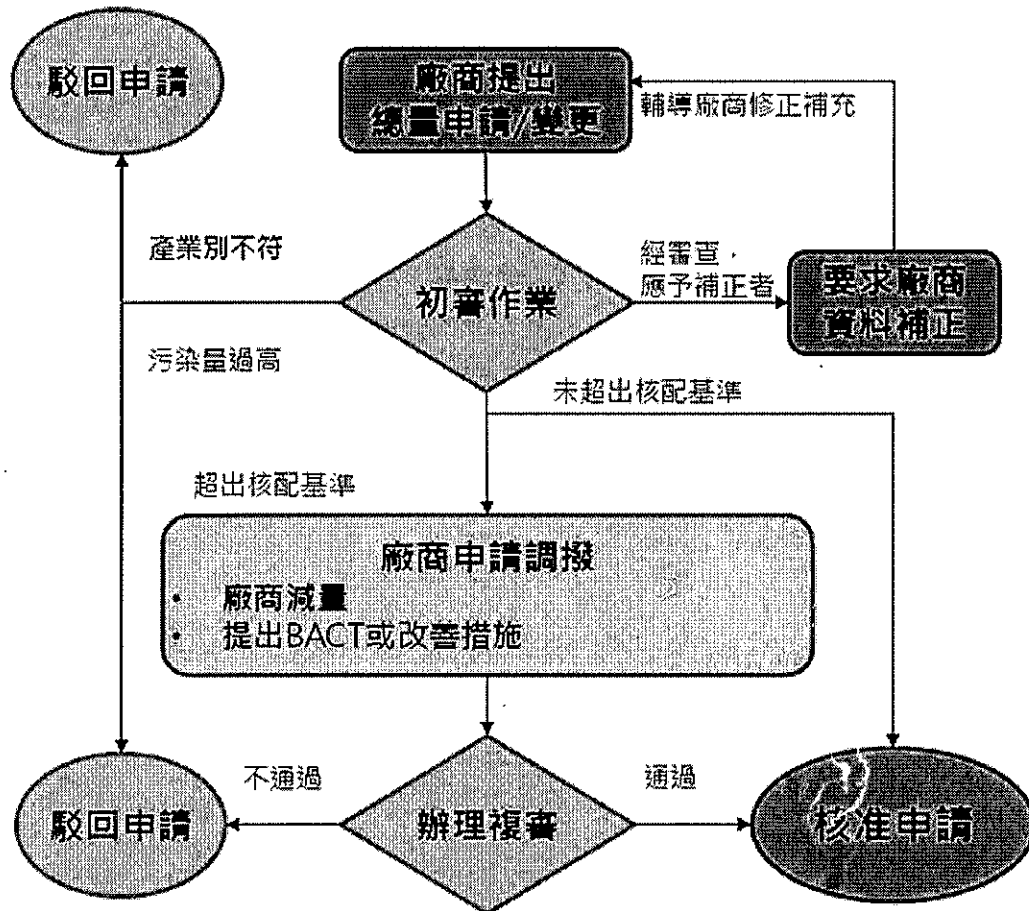 駁回申請
廠商提出
總量申請/變更
輔導廠商修正補充
產業別不符
初審作業
經審查，
應予補正者
要求廠商
資料補正
污染量過高
未超出核配基準
超出核配基準
廠商申請調撥
• 廠商減量
• 提出BACT或改善措施
駁回申請
不通過
辦理複審
通過
核准申請